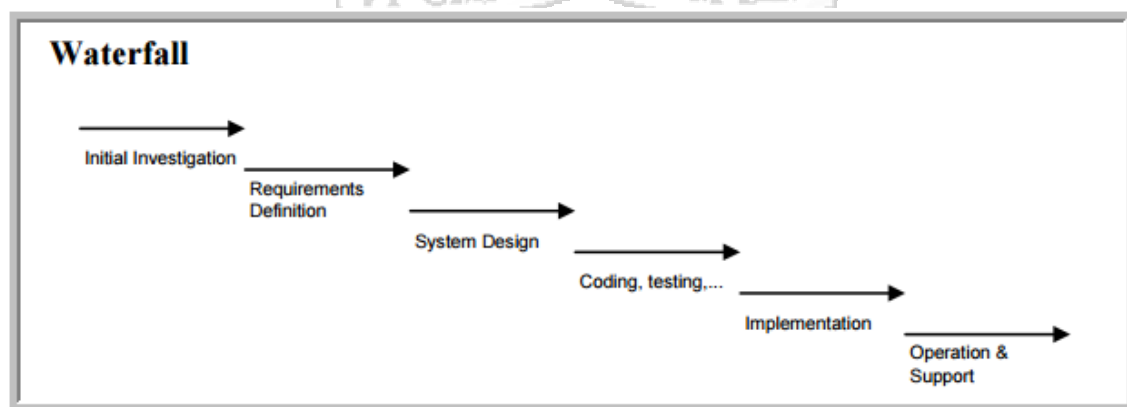 Waterfall
Initial Investigation
Requirements
Definition
System Design
Coding, testing,...
Implementation
Operation &
Support